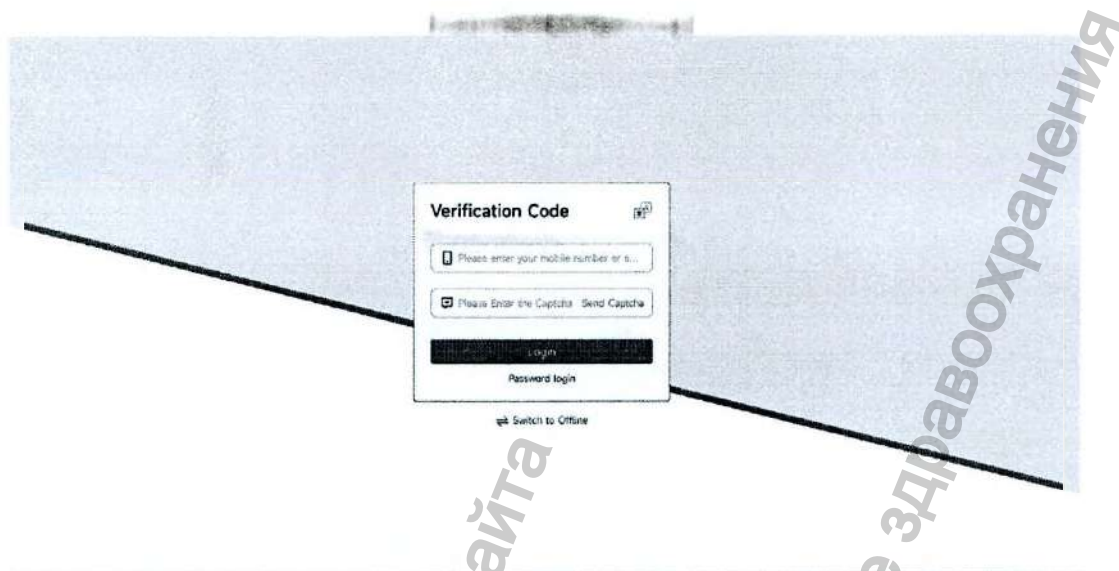 Verification Code
Please enter your mobile number or e...
Please Enter the Captcha Send Captcha
Login
Password login
Switch to Offline
айта
е здравоохранения